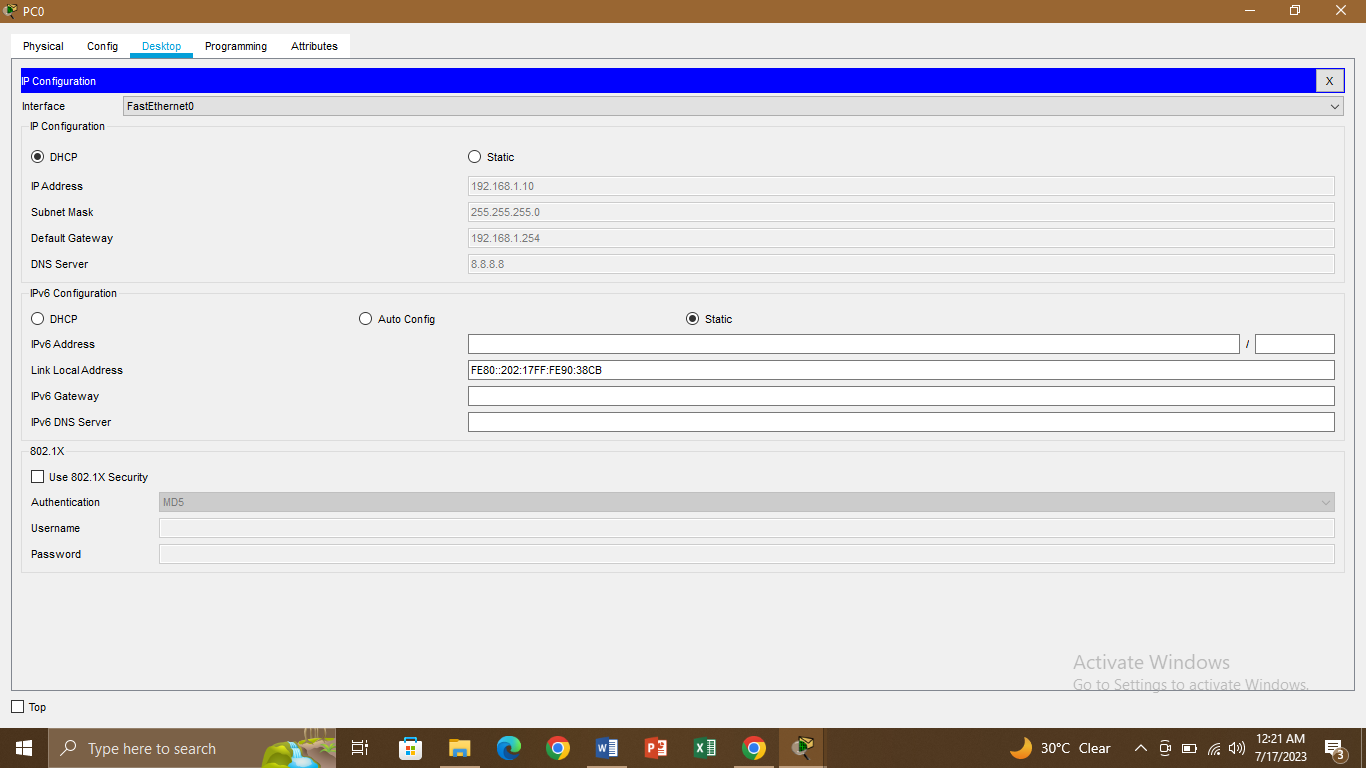 PC0
Physical Config Desktop Programming Attributes
IP Configuration X
Interface FastEthernet0
IP Configuration
DHCP Static
IP Address 192.168.1.10
Subnet Mask 255.255.255.0
Default Gateway 192.168.1.254
DNS Server 8.8.8.8
IPv6 Configuration
DHCP Auto Config Static
IPv6 Address /
Link Local Address FE80::202:17FF:FE90:38CB
IPv6 Gateway
IPv6 DNS Server
802.1X
Use 802.1X Security
Authentication MD5
Username
Password
Activate Windows
Go to Settings to activate Windows.
Top
Type here to search 30°C Clear 12:21 AM
7/17/2023 3